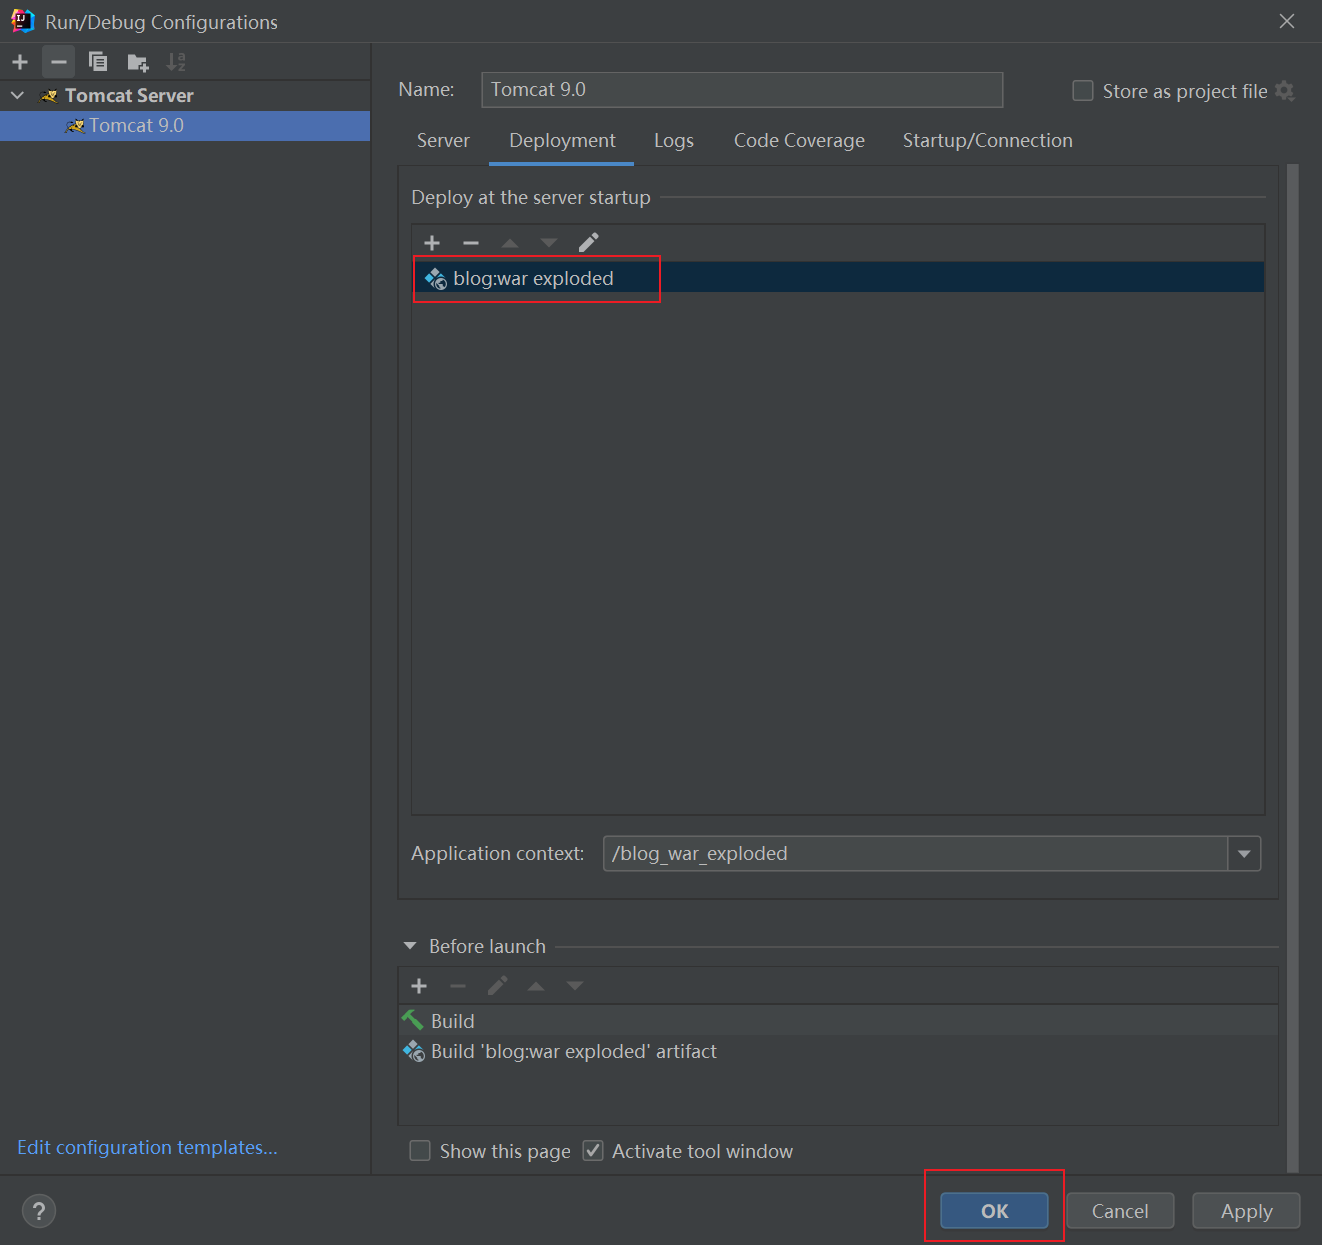 Run/Debug Configurations
Tomcat Server
Tomcat 9.0
Name: Tomcat 9.0 Store as project file
Server Deployment Logs Code Coverage Startup/Connection
Deploy at the server startup
blog:war exploded
Application context: /blog_war_exploded
Before launch
Build
Build 'blog:war exploded' artifact
Edit configuration templates...
Show this page Activate tool window
? OK Cancel Apply